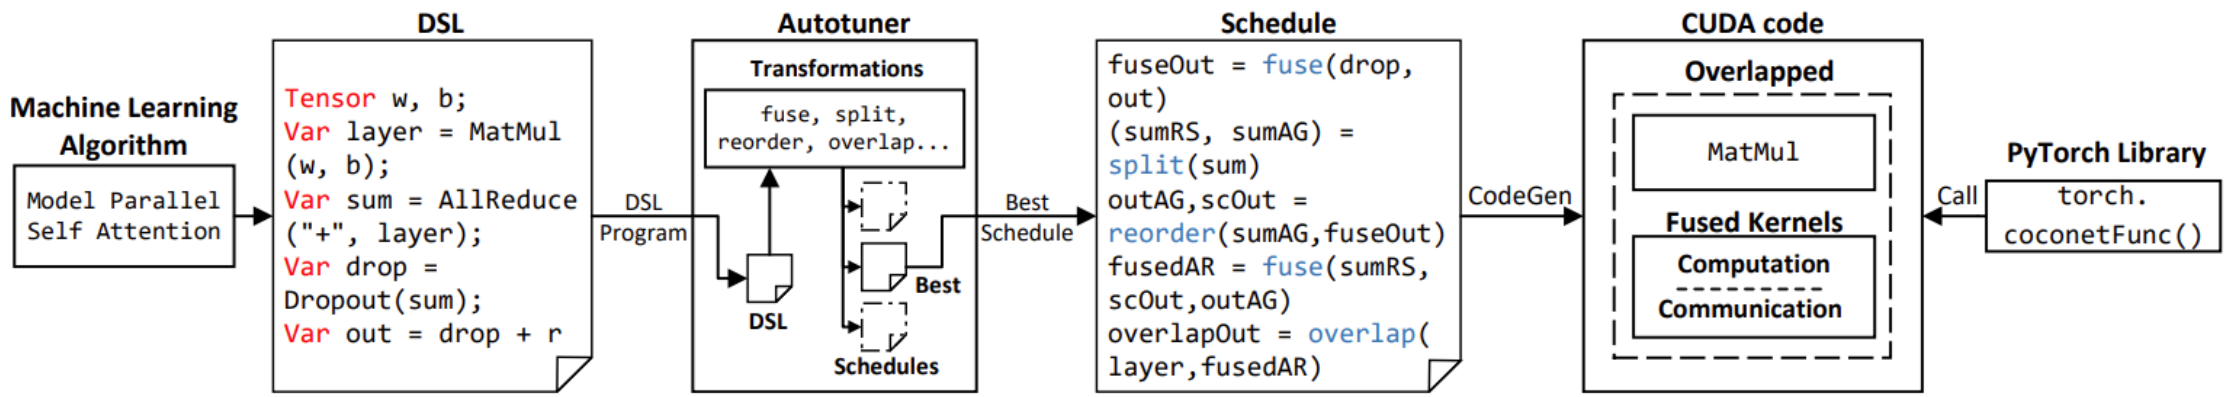 Machine Learning
Algorithm
Model Parallel
Self Attention
DSL
Tensor w, b;
Var layer = MatMul
(w, b);
Var sum = AllReduce
("+", layer);
Var drop =
Dropout(sum);
Var out = drop + r
DSL
Program
Autotuner
Transformations
fuse, split,
reorder, overlap...
DSL
Best
Schedules
Best
Schedule
Schedule
fuseOut = fuse(drop,
out)
(sumRS, sumAG) =
split(sum)
outAG,scOut =
reorder(sumAG,fuseOut)
fusedAR = fuse(sumRS,
scOut,outAG)
overlapOut = overlap(
layer,fusedAR)
CodeGen
CUDA code
Overlapped
MatMul
Fused Kernels
Computation
Communication
Call
PyTorch Library
torch.
coconetFunc()